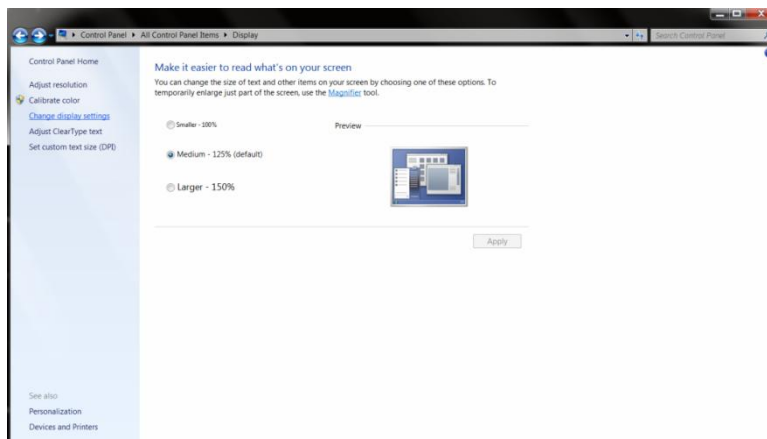 Control Panel ▸ All Control Panel Items ▸ Display
Search Control Panel
Control Panel Home
Adjust resolution
Calibrate color
Change display settings
Adjust ClearType text
Set custom text size (DPI)
Make it easier to read what's on your screen
You can change the size of text and other items on your screen by choosing one of these options. To
temporarily enlarge just part of the screen, use the Magnifier tool.
Smaller - 100%
Preview
Medium - 125% (default)
Larger - 150%
Apply
See also
Personalization
Devices and Printers